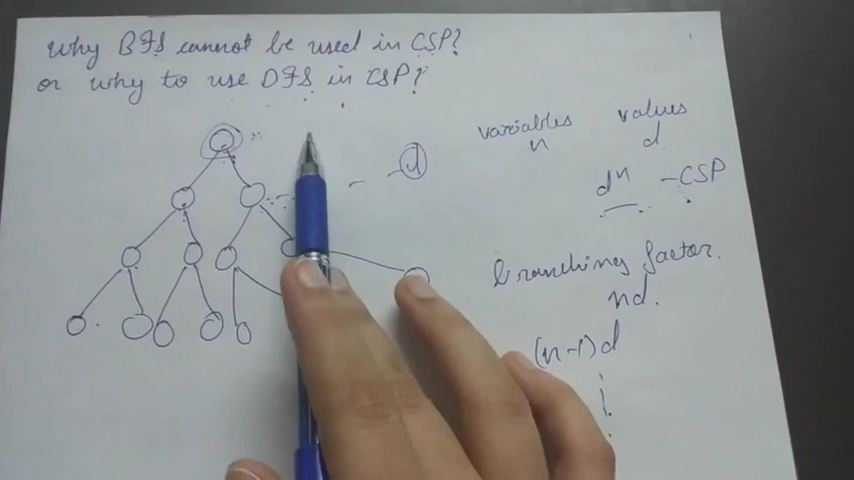 Why BFS cannot be used in CSP?
or why to use DFS in CSP?
variables values
n d
dⁿ - CSP
d
branching factor.
nd.
(n-1)d